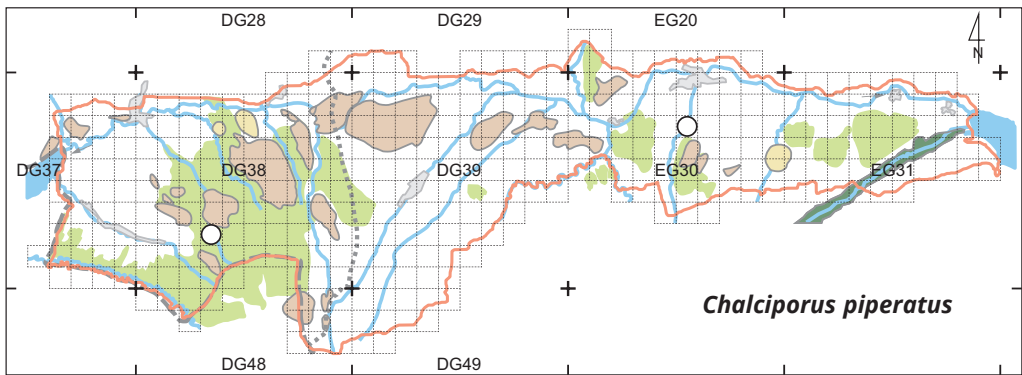 DG28 DG29 EG20
N
DG37 DG38 DG39 EG30 EG31
Chalciporus piperatus
DG48 DG49